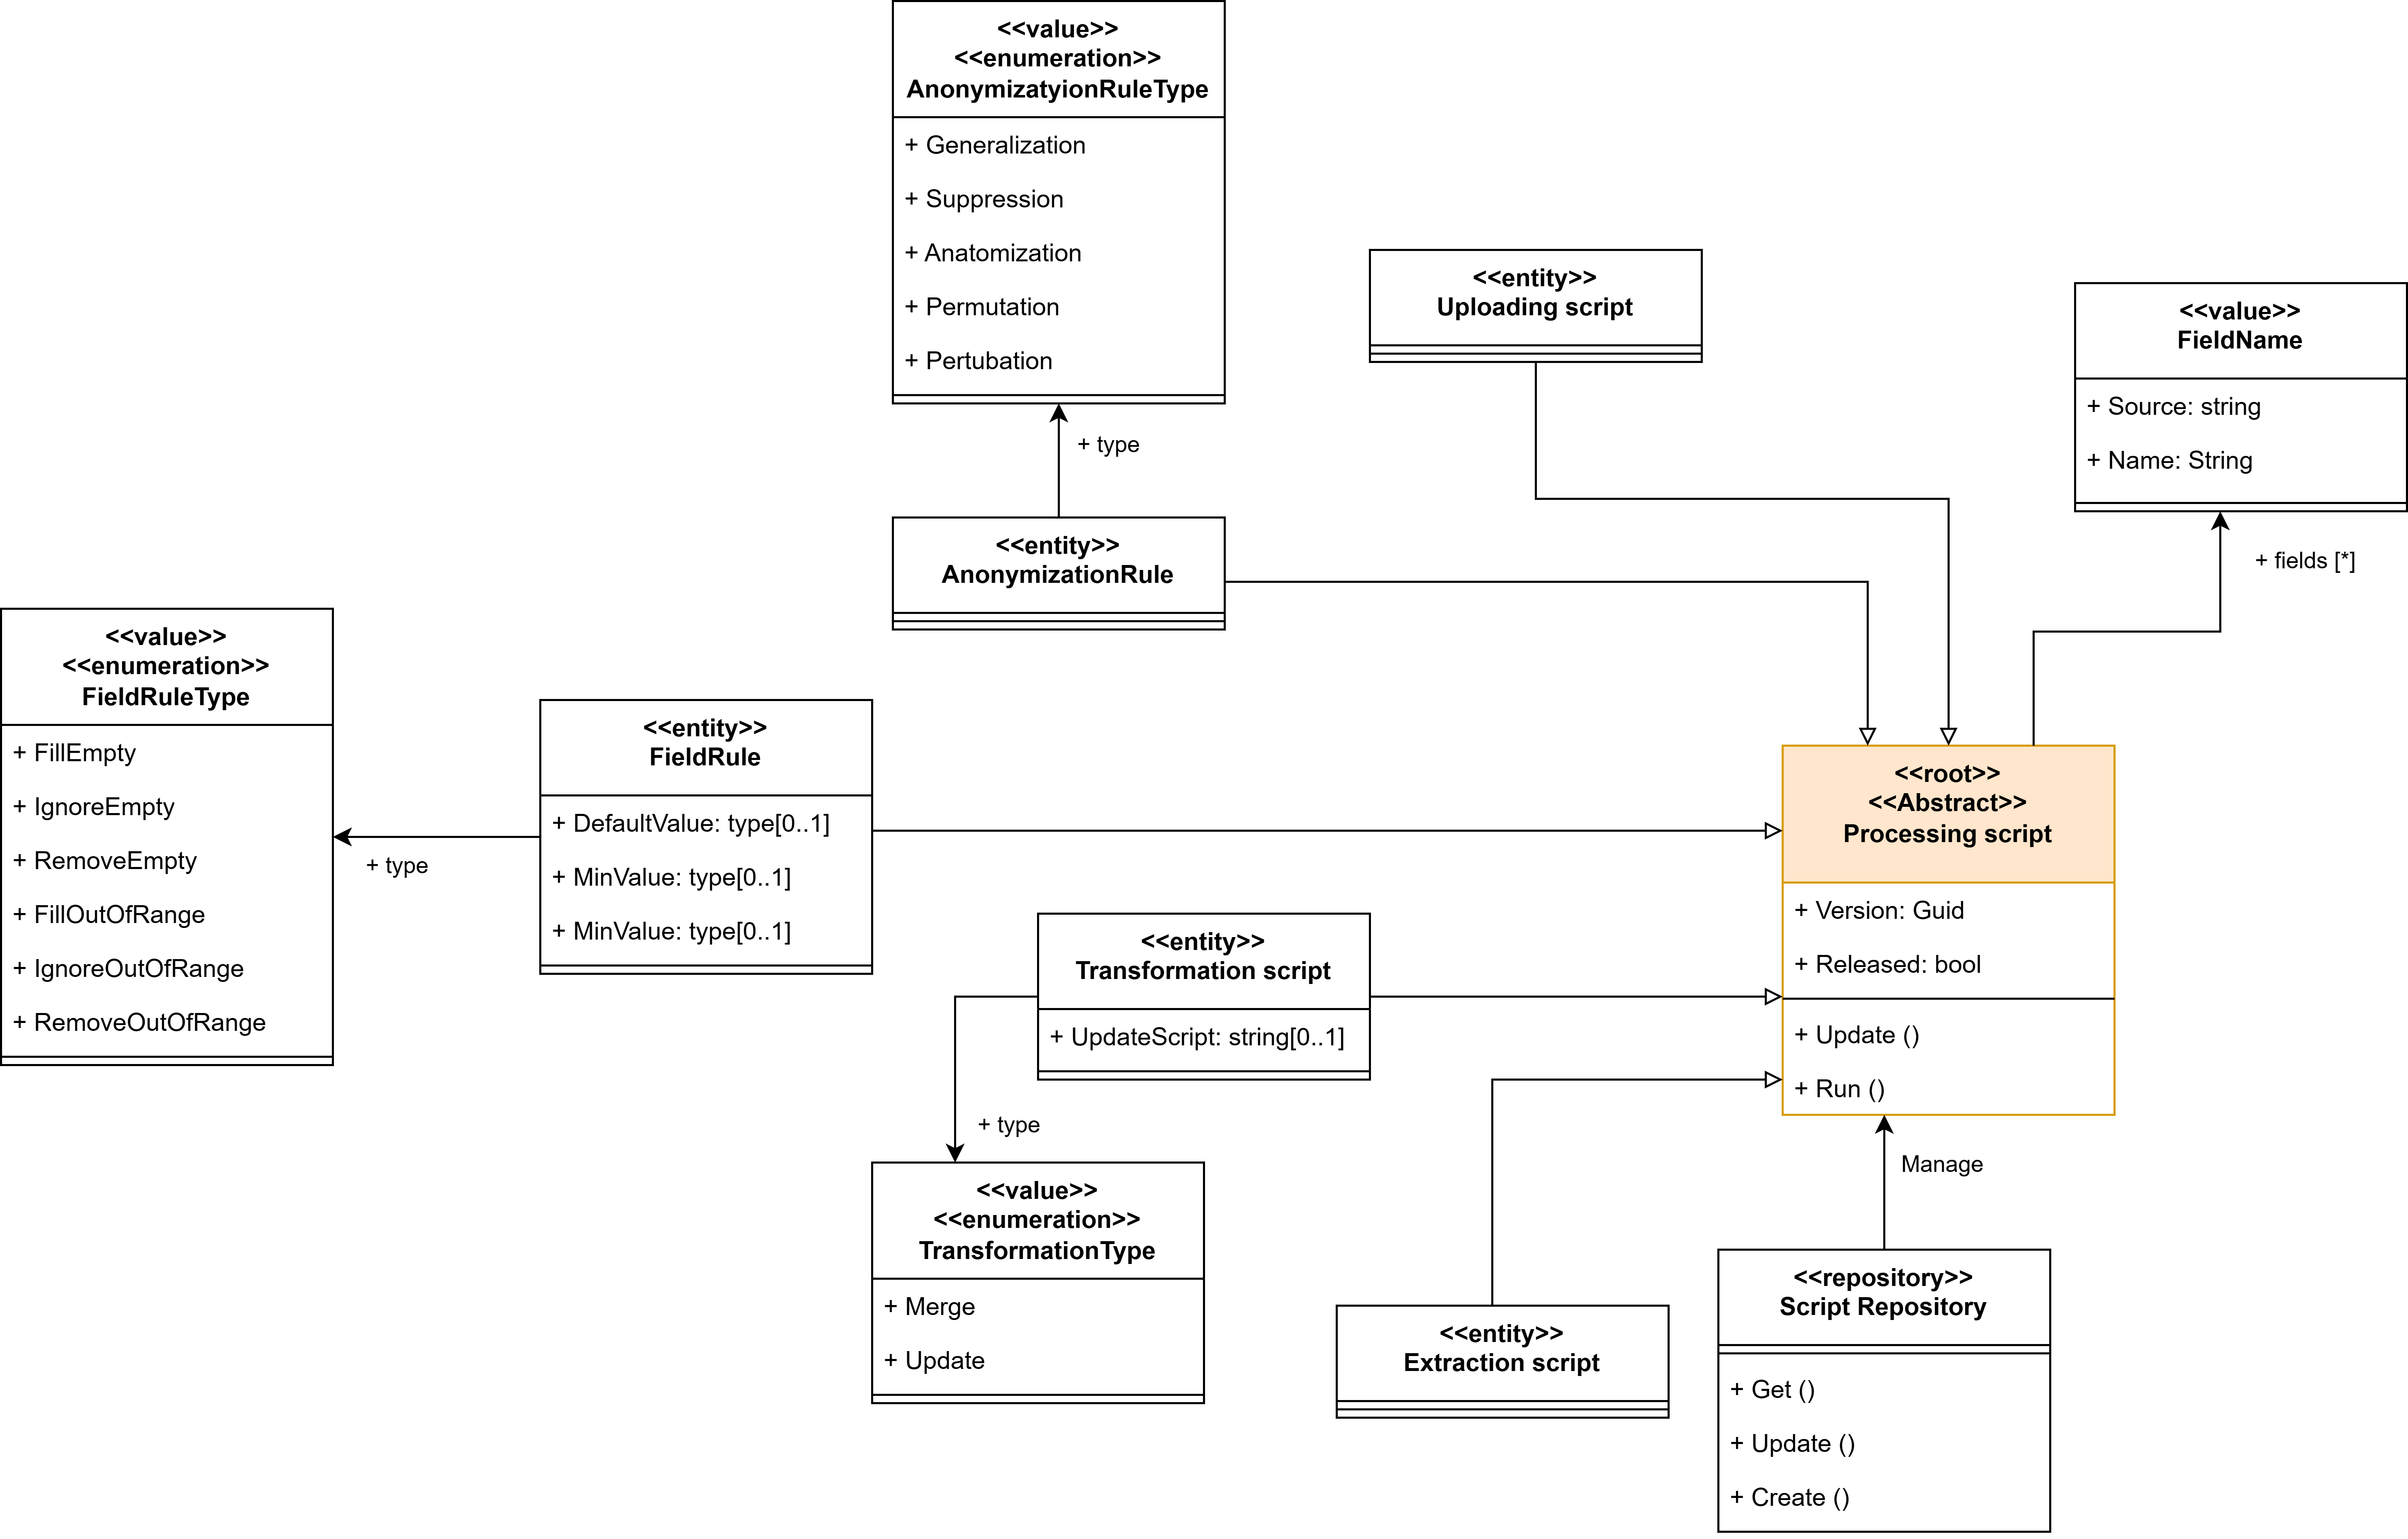 <<value>>
<<enumeration>>
AnonymizatyionRuleType
+ Generalization
+ Suppression
+ Anatomization
+ Permutation
+ Pertubation
+ type
<<entity>>
Uploading script
<<value>>
FieldName
+ Source: string
+ Name: String
+ fields [*]
<<entity>>
AnonymizationRule
<<value>>
<<enumeration>>
FieldRuleType
+ FillEmpty
+ IgnoreEmpty
+ RemoveEmpty
+ FillOutOfRange
+ IgnoreOutOfRange
+ RemoveOutOfRange
+ type
<<entity>>
FieldRule
+ DefaultValue: type[0..1]
+ MinValue: type[0..1]
+ MinValue: type[0..1]
<<root>>
<<Abstract>>
Processing script
+ Version: Guid
+ Released: bool
+ Update ()
+ Run ()
<<entity>>
Transformation script
+ UpdateScript: string[0..1]
+ type
<<value>>
<<enumeration>>
TransformationType
+ Merge
+ Update
Manage
<<entity>>
Extraction script
<<repository>>
Script Repository
+ Get ()
+ Update ()
+ Create ()